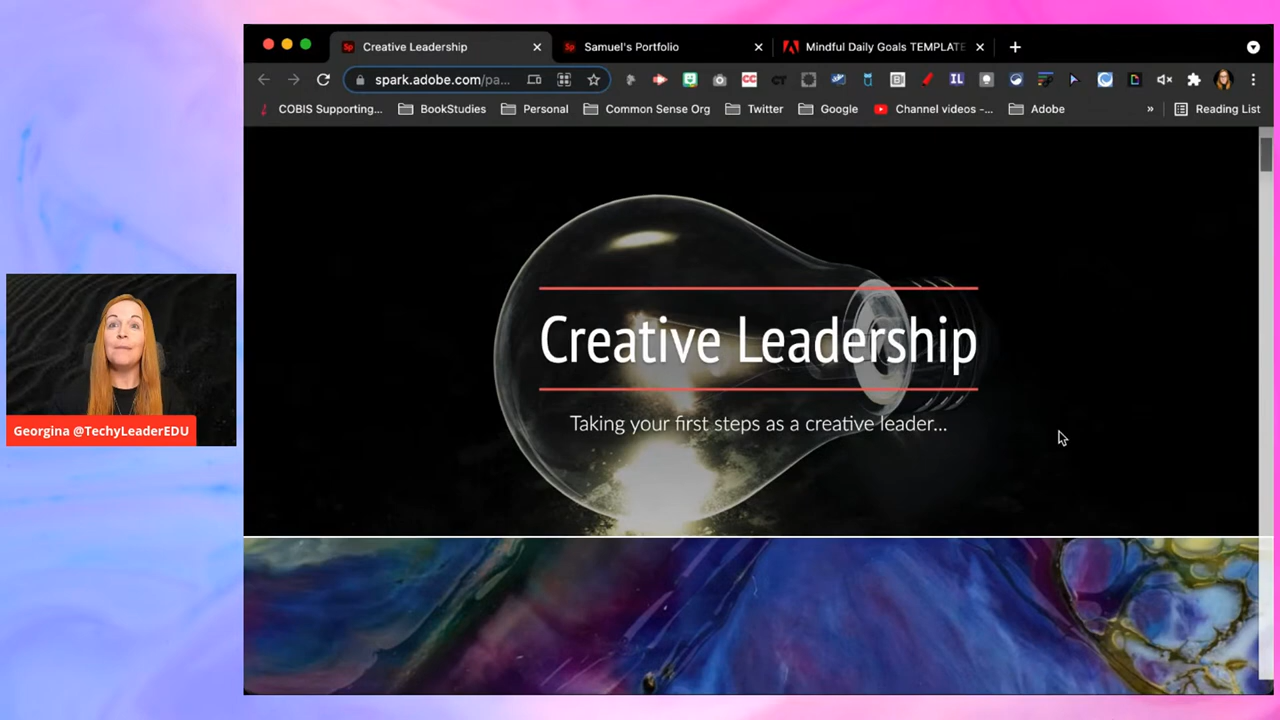 Creative Leadership
Samuel's Portfolio
Mindful Daily Goals TEMPLATE
spark.adobe.com/pa...
COBIS Supporting...
BookStudies
Personal
Common Sense Org
Twitter
Google
Channel videos -...
Adobe
»
Reading List
Creative Leadership
Taking your first steps as a creative leader...
Georgina @TechyLeaderEDU